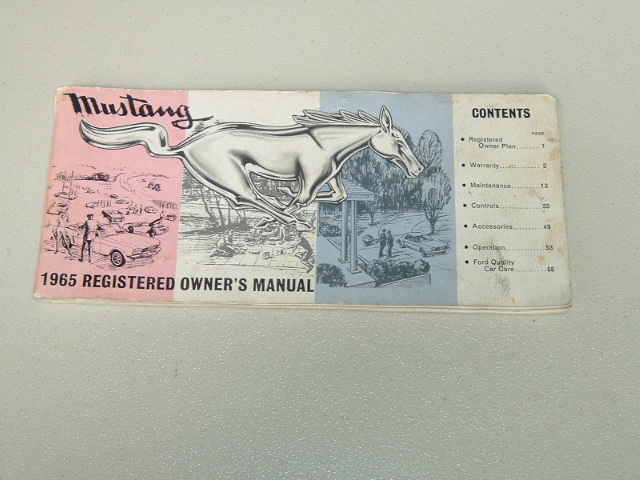 Mustang
1965 REGISTERED OWNER'S MANUAL
CONTENTS
PAGE
• Registered
Owner Plan........ 1
• Warranty..... 2
• Maintenance........ 13
• Controls............ 33
• Accessories......... 49
• Operation........... 53
• Ford Quality
Car Care.......... 68